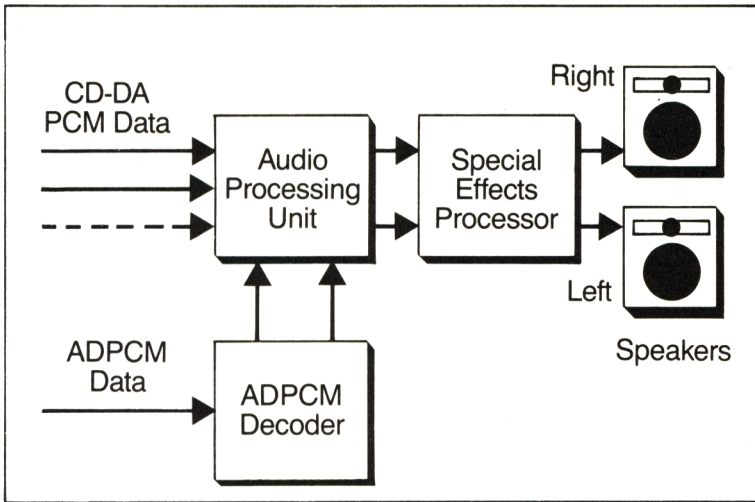 CD-DA
PCM Data
Audio
Processing
Unit
Special
Effects
Processor
Right
Left
Speakers
ADPCM
Data
ADPCM
Decoder